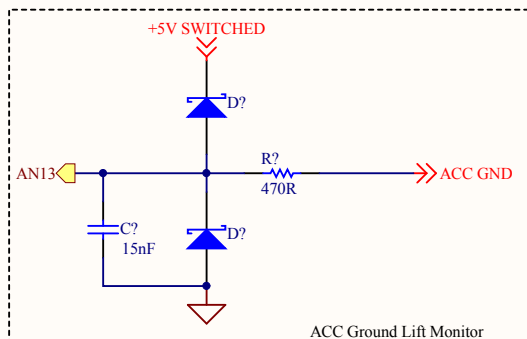 +5V SWITCHED
D?
R?
AN13
ACC GND
470R
C?
15nF
D?
ACC Ground Lift Monitor